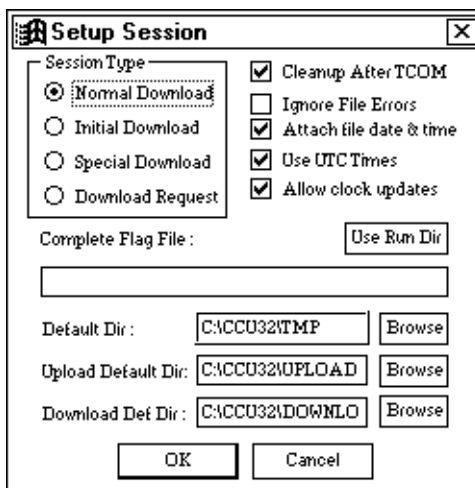 Setup Session
Session Type
Normal Download
Initial Download
Special Download
Download Request
Cleanup After TCOM
Ignore File Errors
Attach file date & time
Use UTC Times
Allow clock updates
Complete Flag File :
Use Run Dir
Default Dir :
C:\CCU32\TMP
Browse
Upload Default Dir:
C:\CCU32\UPLOAD
Browse
Download Def Dir :
C:\CCU32\DOWNLO
Browse
OK
Cancel